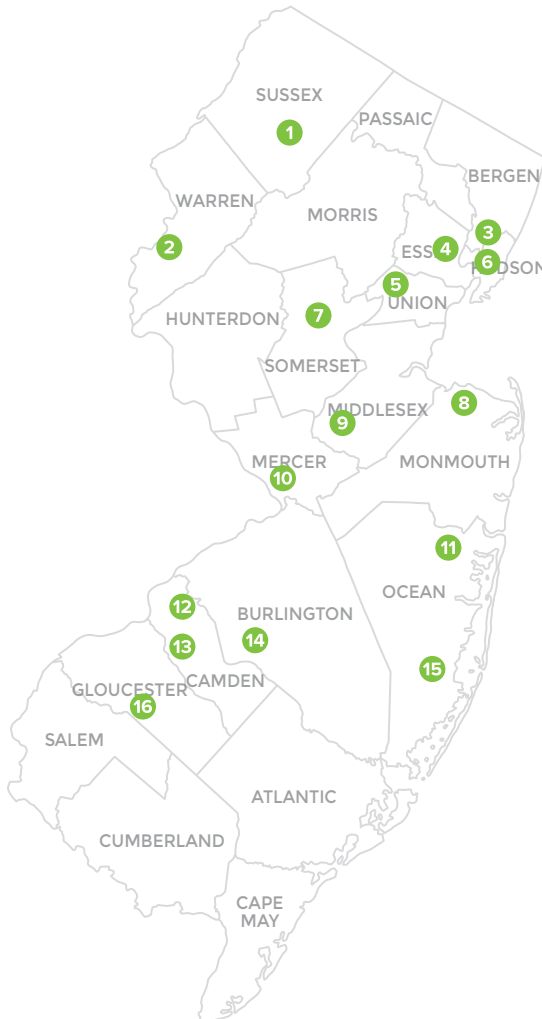 SUSSEX
PASSAIC
1
BERGEN
WARREN
MORRIS
3
2
ESS
4
6
HUDSON
5
UNION
HUNTERDON
7
SOMERSET
8
MIDDLESEX
9
MERCER
MONMOUTH
10
11
OCEAN
12
BURLINGTON
14
13
CAMDEN
15
GLOUCESTER
16
SALEM
ATLANTIC
CUMBERLAND
CAPE
MAY